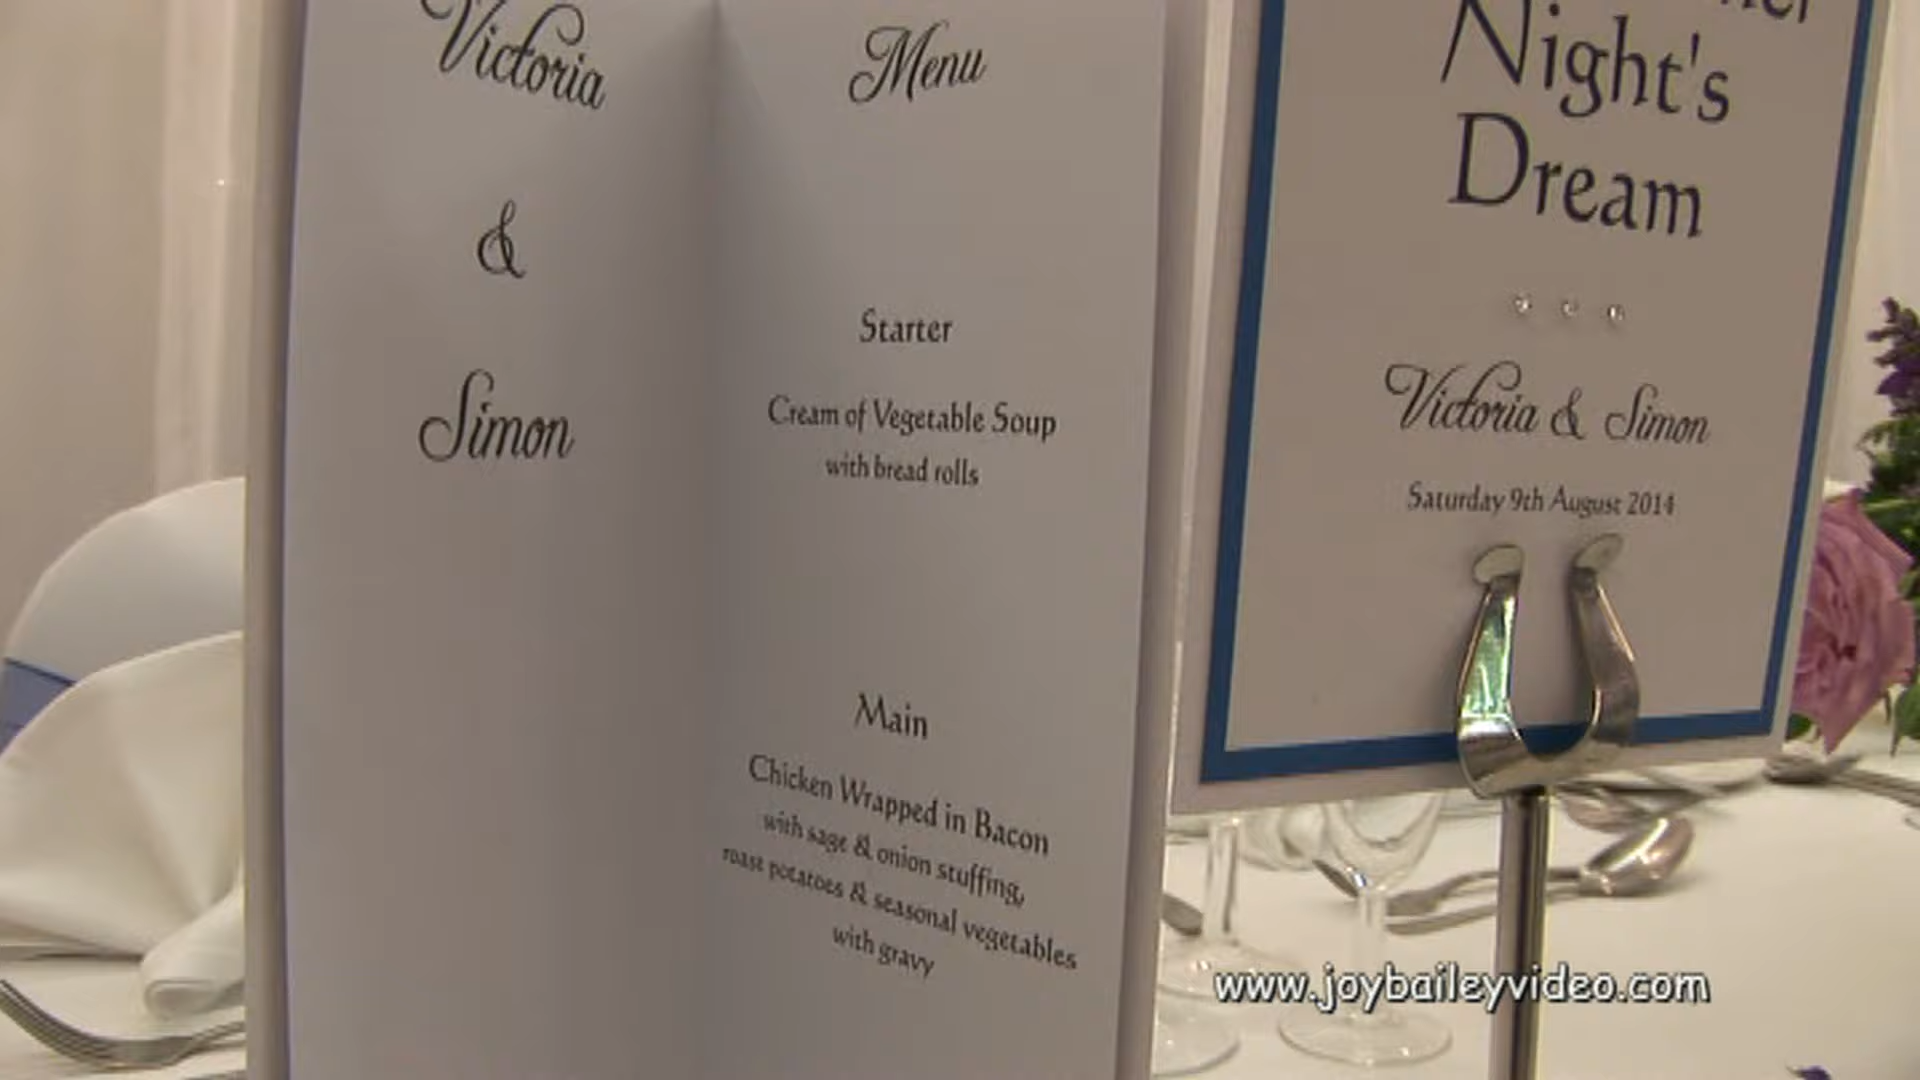 Victoria
&
Simon
Menu
Starter
Cream of Vegetable Soup
with bread rolls
Main
Chicken Wrapped in Bacon
with sage & onion stuffing,
roast potatoes & seasonal vegetables
with gravy
Night's
Dream
Victoria & Simon
Saturday 9th August 2014
www.joybaileyvideo.com